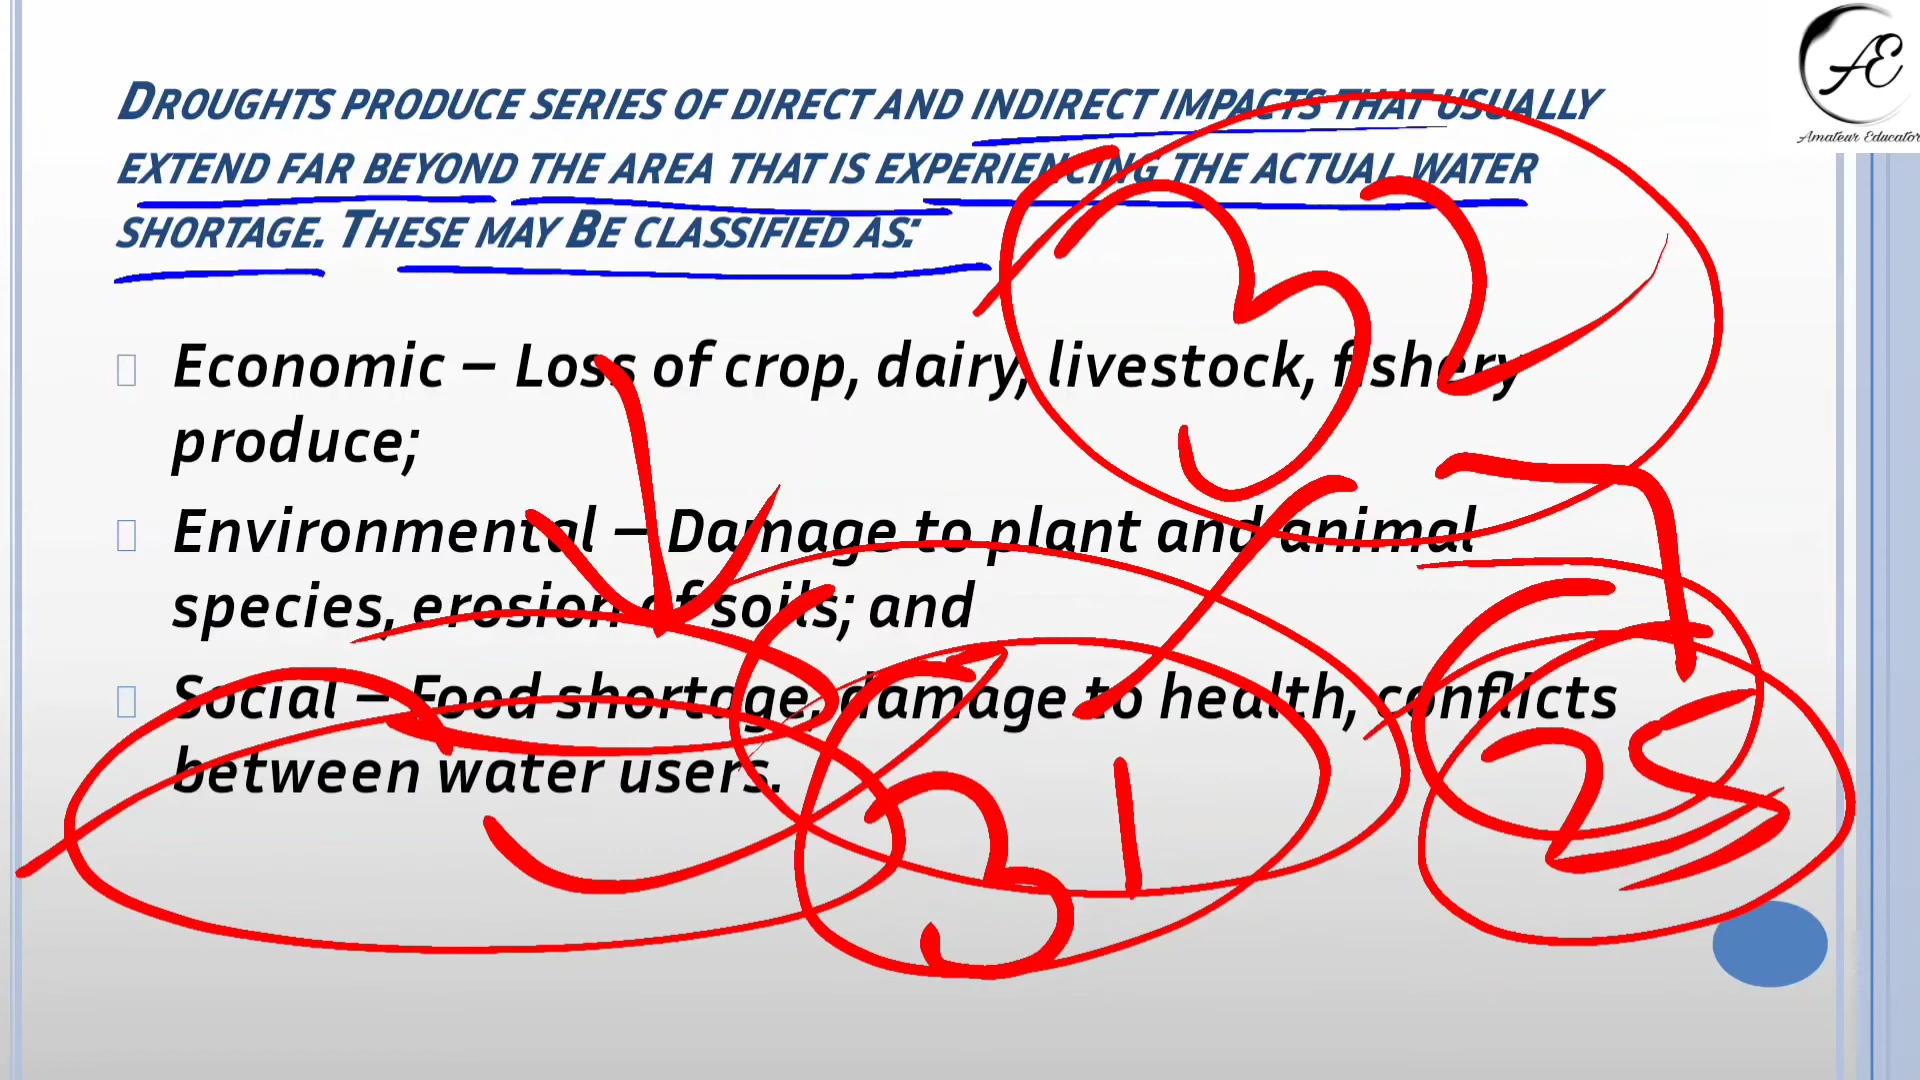 DROUGHTS PRODUCE SERIES OF DIRECT AND INDIRECT IMPACTS THAT USUALLY
EXTEND FAR BEYOND THE AREA THAT IS EXPERIENCING THE ACTUAL WATER
SHORTAGE. THESE MAY BE CLASSIFIED AS:
Economic – Loss of crop, dairy, livestock, fishery
produce;
Environmental – Damage to plant and animal
species, erosion of soils; and
Social – Food shortage, damage to health, conflicts
between water users.
32
31
25
AE
Amateur Educator